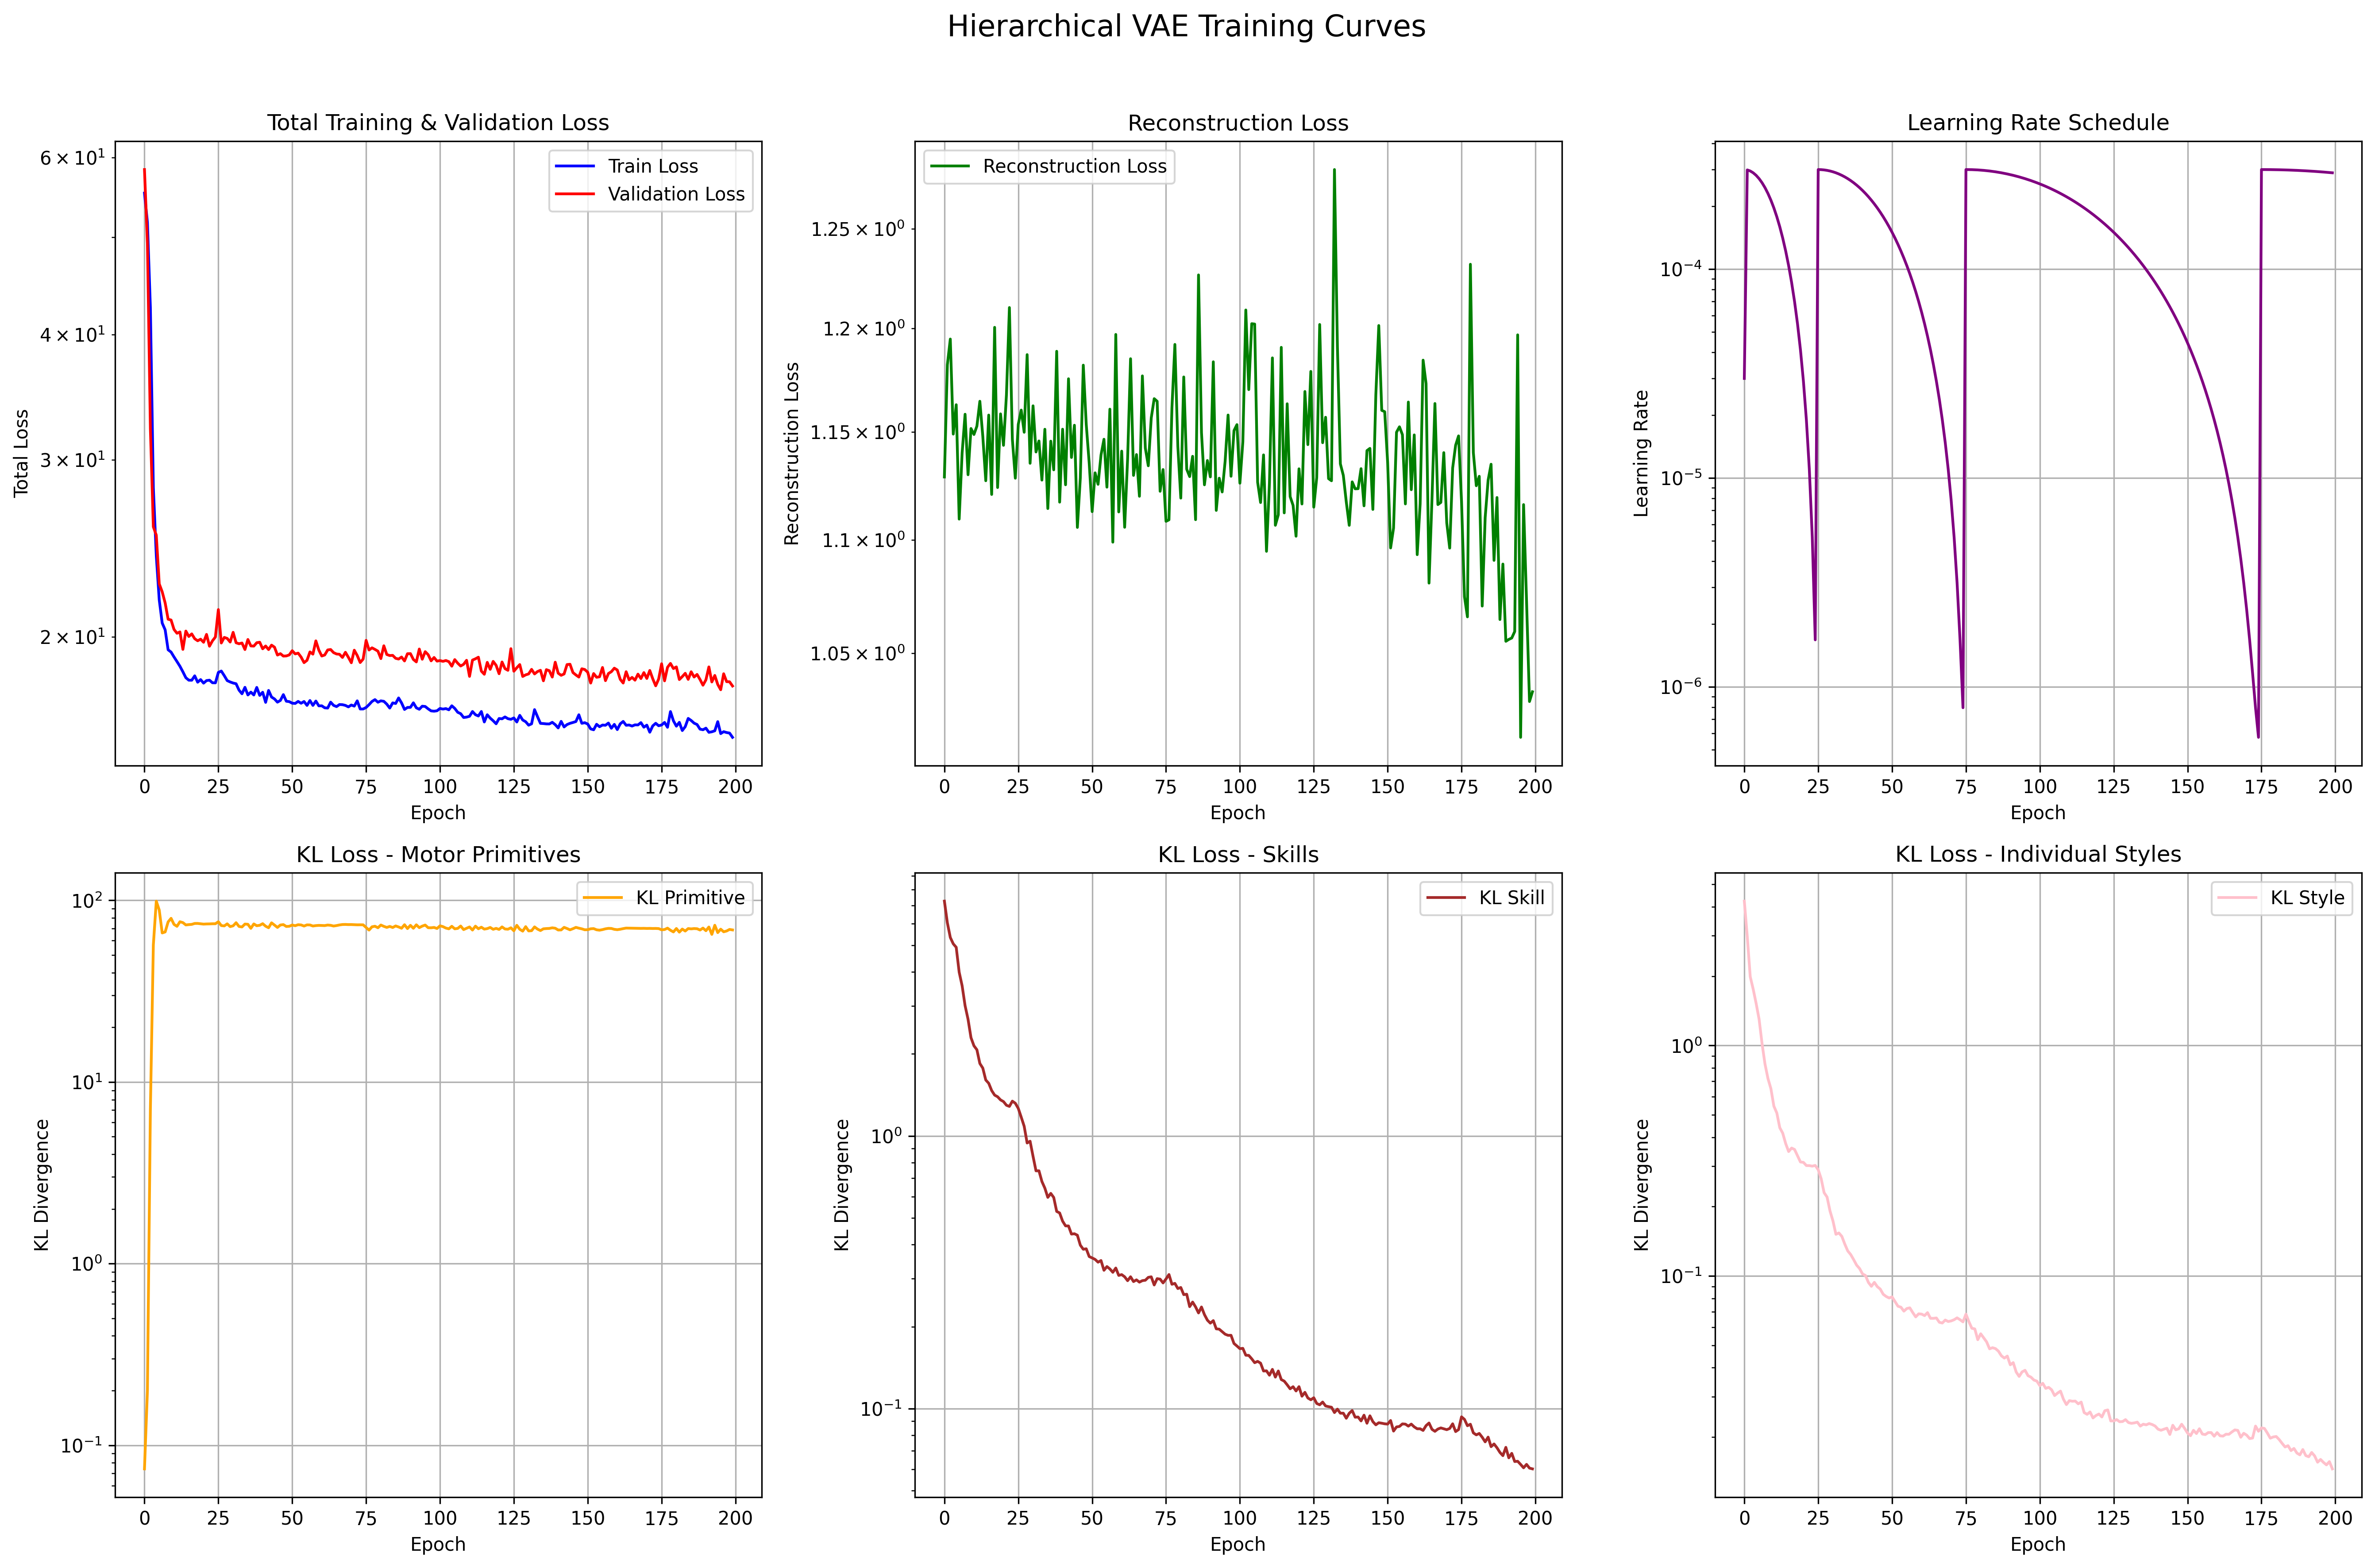 Hierarchical VAE Training Curves
Total Training & Validation Loss
Train Loss
Validation Loss
6 × 10¹
4 × 10¹
3 × 10¹
2 × 10¹
Total Loss
0 25 50 75 100 125 150 175 200
Epoch
Reconstruction Loss
Reconstruction Loss
1.25 × 10⁰
1.2 × 10⁰
1.15 × 10⁰
1.1 × 10⁰
1.05 × 10⁰
Reconstruction Loss
0 25 50 75 100 125 150 175 200
Epoch
Learning Rate Schedule
10⁻⁴
10⁻⁵
10⁻⁶
Learning Rate
0 25 50 75 100 125 150 175 200
Epoch
KL Loss - Motor Primitives
KL Primitive
10²
10¹
10⁰
10⁻¹
KL Divergence
0 25 50 75 100 125 150 175 200
Epoch
KL Loss - Skills
KL Skill
10⁰
10⁻¹
KL Divergence
0 25 50 75 100 125 150 175 200
Epoch
KL Loss - Individual Styles
KL Style
10⁰
10⁻¹
KL Divergence
0 25 50 75 100 125 150 175 200
Epoch